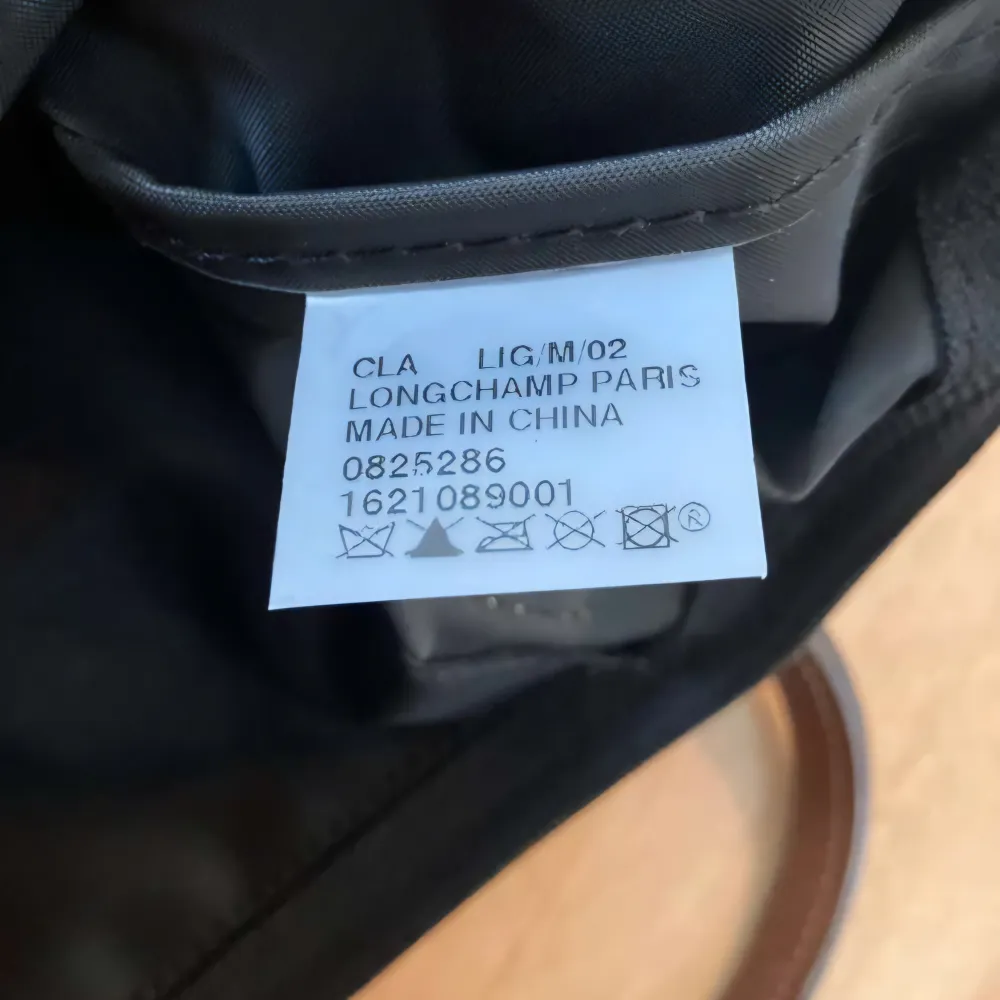 CLA LIG/M/02
LONGCHAMP PARIS
MADE IN CHINA
0825286
1621089001
®